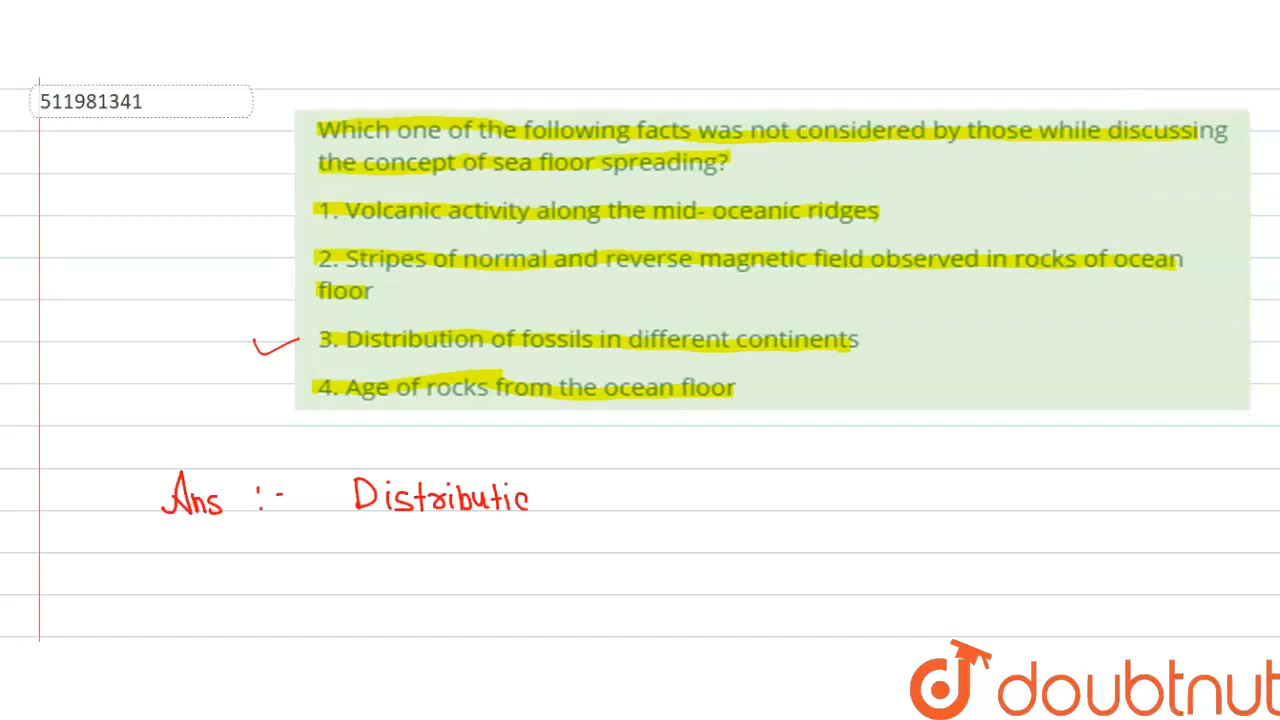 511981341
Which one of the following facts was not considered by those while discussing
the concept of sea floor spreading?
1. Volcanic activity along the mid- oceanic ridges
2. Stripes of normal and reverse magnetic field observed in rocks of ocean
floor
3. Distribution of fossils in different continents
4. Age of rocks from the ocean floor
Ans :- Distributio
doubtnut